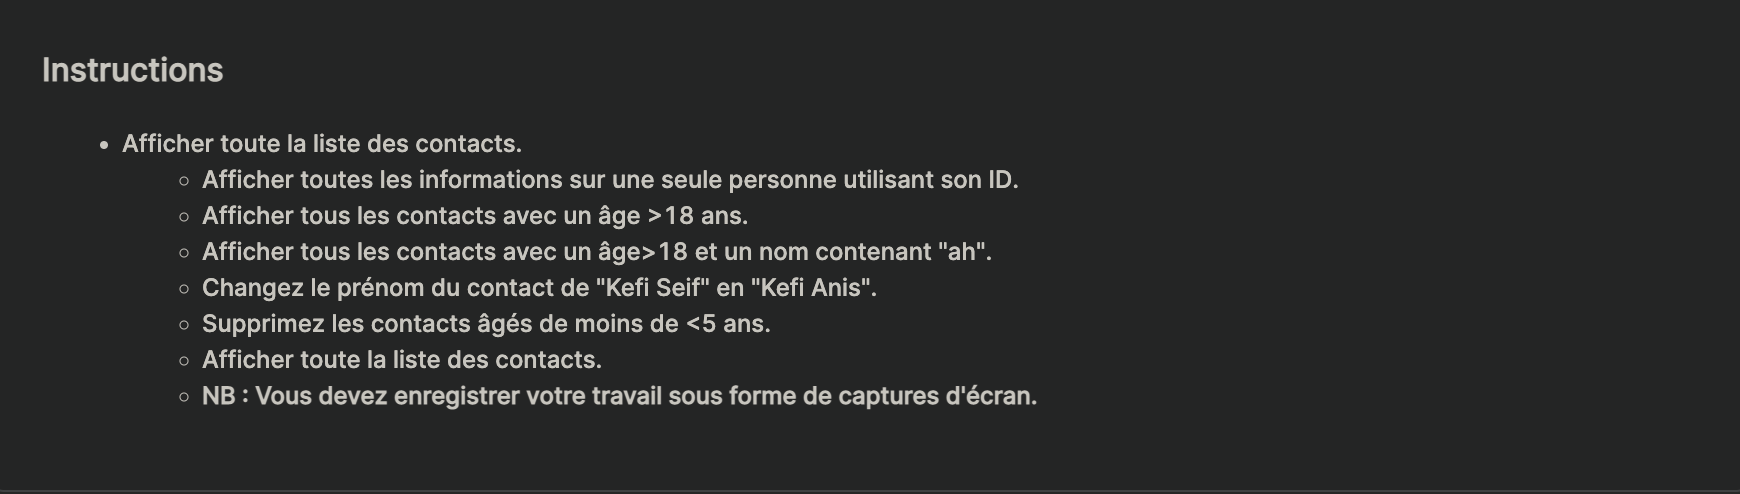 Instructions
Afficher toute la liste des contacts.
Afficher toutes les informations sur une seule personne utilisant son ID.
Afficher tous les contacts avec un âge >18 ans.
Afficher tous les contacts avec un âge>18 et un nom contenant "ah".
Changez le prénom du contact de "Kefi Seif" en "Kefi Anis".
Supprimez les contacts âgés de moins de <5 ans.
Afficher toute la liste des contacts.
NB : Vous devez enregistrer votre travail sous forme de captures d'écran.